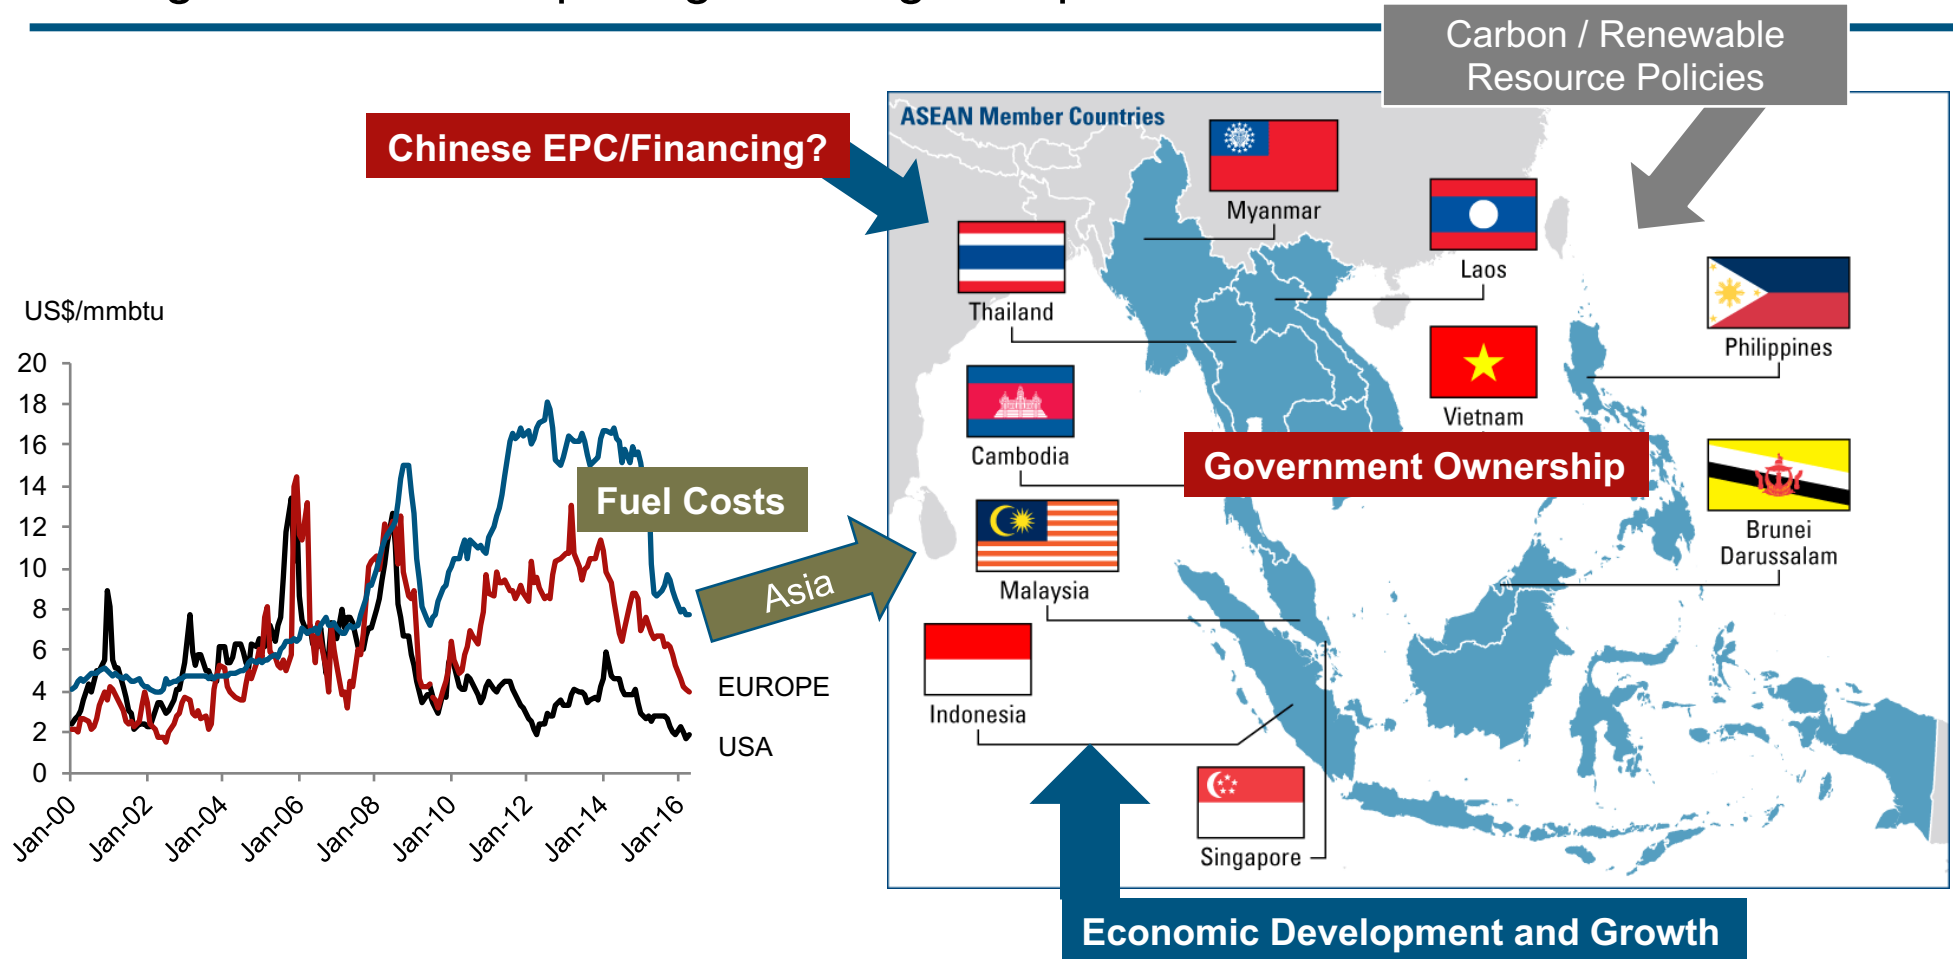 Carbon / Renewable
Resource Policies
ASEAN Member Countries
Chinese EPC/Financing?
Myanmar
Laos
Thailand
Philippines
US$/mmbtu
Vietnam
Cambodia
Government Ownership
Fuel Costs
Brunei
Darussalam
Asia
Malaysia
Indonesia
Singapore
EUROPE
USA
20
18
16
14
12
10
8
6
4
2
0
Jan-00
Jan-02
Jan-04
Jan-06
Jan-08
Jan-10
Jan-12
Jan-14
Jan-16
Economic Development and Growth